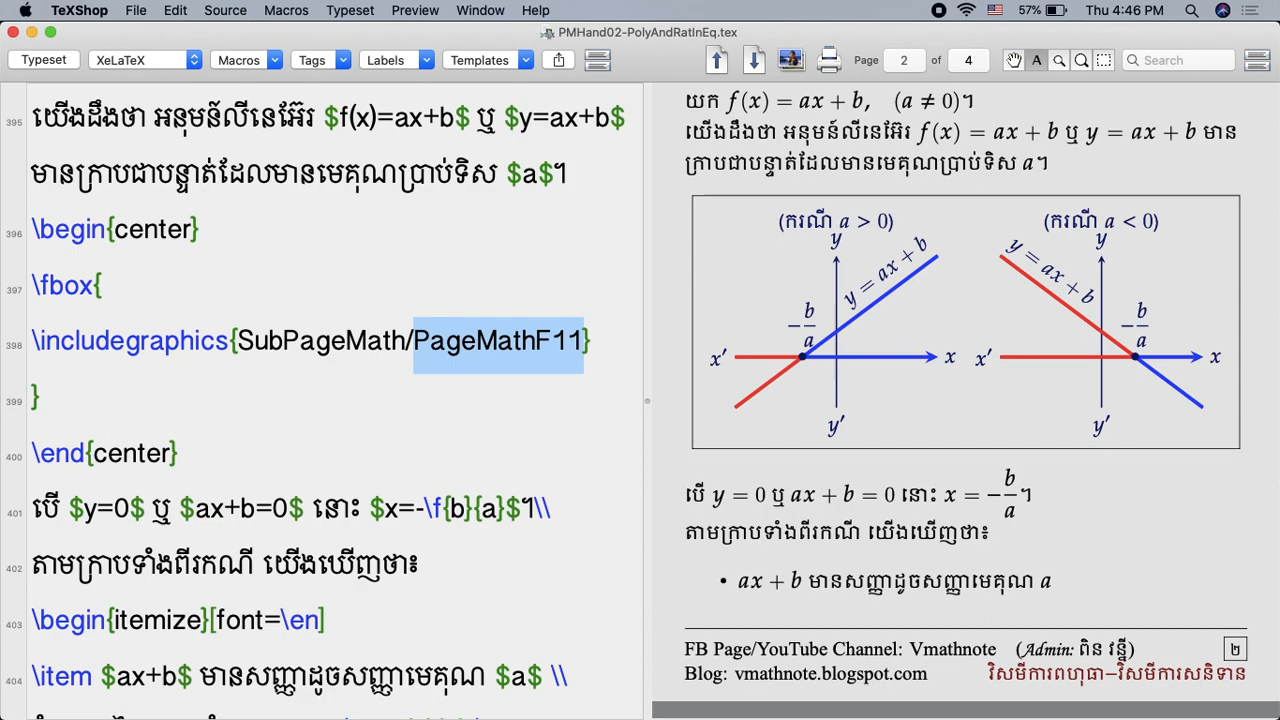 TeXShop File Edit Source Macros Typeset Preview Window Help 57% Thu 4:46 PM
PMHand02-PolyAndRatInEq.tex
Typeset XeLaTeX Macros Tags Labels Templates Page 2 of 4 Search
395 យើងដឹងថា អនុមន៍លីនេអ៊ែរ $f(x)=ax+b$ ឬ $y=ax+b$
មានក្រាបជាបន្ទាត់ដែលមានមេគុណប្រាប់ទិស $a$។
396 \begin{center}
397 \fbox{
398 \includegraphics{SubPageMath/PageMathF11}
399 }
400 \end{center}
401 បើ $y=0$ ឬ $ax+b=0$ នោះ $x=-\f{b}{a}$។\\
402 តាមក្រាបទាំងពីរកណី យើងឃើញថា៖
403 \begin{itemize}[font=\en]
404 \item $ax+b$ មានសញ្ញាដូចសញ្ញាមេគុណ $a$ \\
យក f(x) = ax + b, (a ≠ 0)។
យើងដឹងថា អនុមន៍លីនេអ៊ែរ f(x) = ax + b ឬ y = ax + b មាន
ក្រាបជាបន្ទាត់ដែលមានមេគុណប្រាប់ទិស a។
(ករណី a > 0) (ករណី a < 0)
y y
y = ax + b y = ax + b
−b/a −b/a
x′ x x′ x
y′ y′
បើ y = 0 ឬ ax + b = 0 នោះ x = −b/a។
តាមក្រាបទាំងពីរកណី យើងឃើញថា៖
• ax + b មានសញ្ញាដូចសញ្ញាមេគុណ a
FB Page/YouTube Channel: Vmathnote (Admin: ពិន វន្នី) ២
Blog: vmathnote.blogspot.com វិសមីការពហុធា–វិសមីការសនិទាន